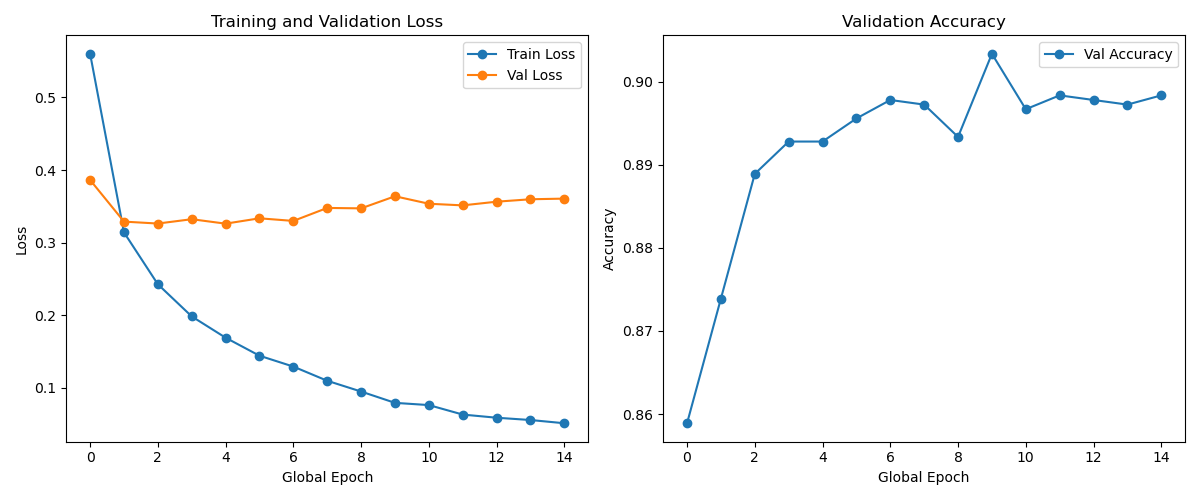 Training and Validation Loss
Train Loss
Val Loss
0.5
0.4
0.3
0.2
0.1
Loss
0 2 4 6 8 10 12 14
Global Epoch
Validation Accuracy
Val Accuracy
0.90
0.89
0.88
0.87
0.86
Accuracy
0 2 4 6 8 10 12 14
Global Epoch